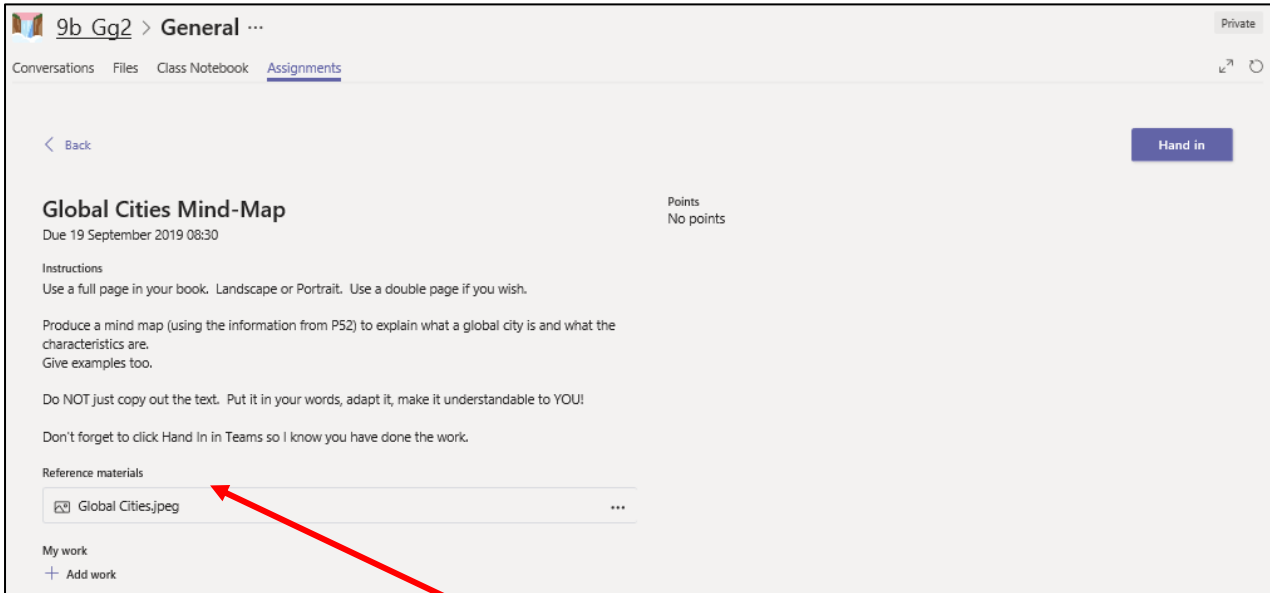 9b Gg2 > General ...
Private
Conversations Files Class Notebook Assignments
< Back
Hand in
Global Cities Mind-Map
Due 19 September 2019 08:30
Points
No points
Instructions
Use a full page in your book. Landscape or Portrait. Use a double page if you wish.
Produce a mind map (using the information from P52) to explain what a global city is and what the
characteristics are.
Give examples too.
Do NOT just copy out the text. Put it in your words, adapt it, make it understandable to YOU!
Don't forget to click Hand In in Teams so I know you have done the work.
Reference materials
Global Cities.jpeg
...
My work
+ Add work